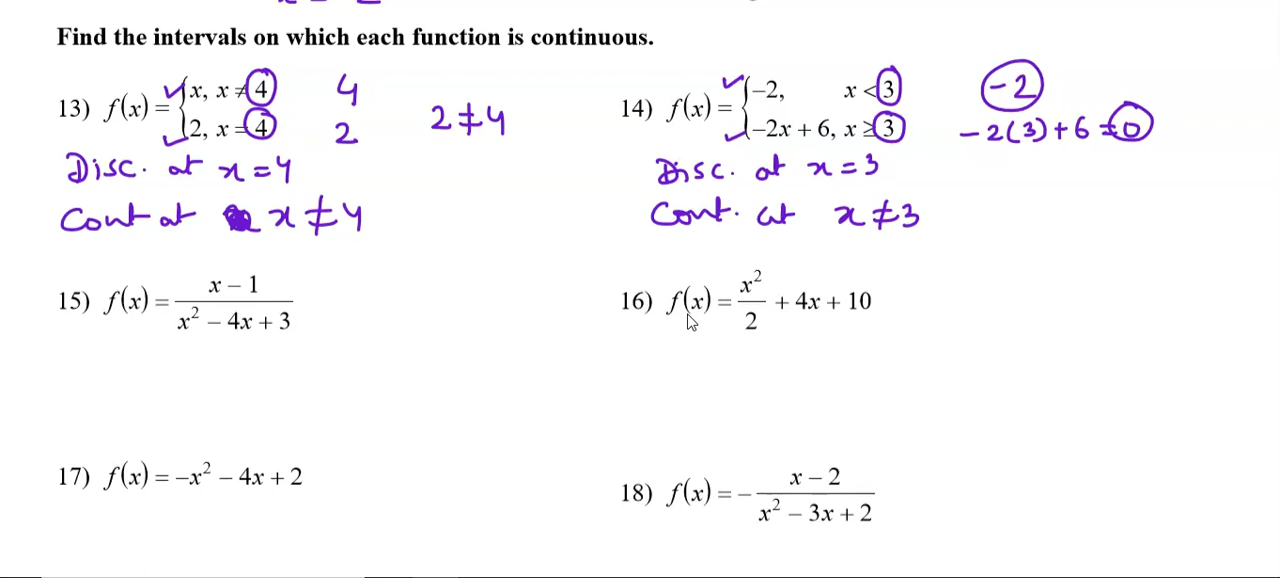 Find the intervals on which each function is continuous.
13) f(x) = { x, x ≠ 4
2, x = 4
4
2
2 ≠ 4
Disc. at x = 4
Cont at x ≠ 4
14) f(x) = { -2, x < 3
-2x + 6, x ≥ 3
-2
-2(3) + 6 = 0
Disc. at x = 3
Cont. at x ≠ 3
15) f(x) = (x - 1) / (x² - 4x + 3)
16) f(x) = x²/2 + 4x + 10
17) f(x) = -x² - 4x + 2
18) f(x) = - (x - 2) / (x² - 3x + 2)